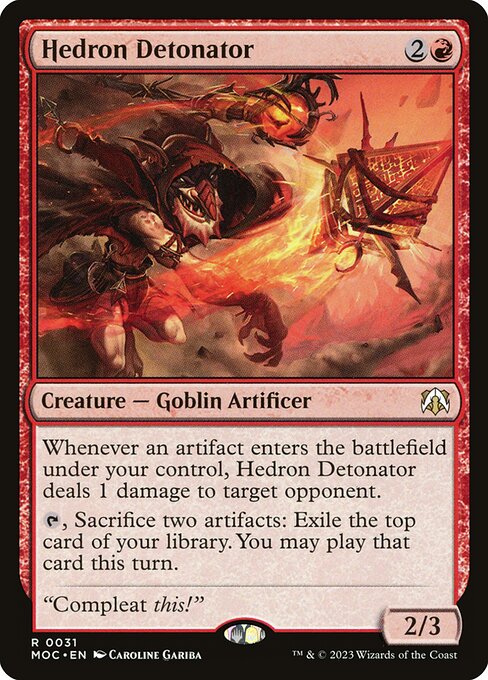 Hedron Detonator 2
Creature — Goblin Artificer
Whenever an artifact enters the battlefield
under your control, Hedron Detonator
deals 1 damage to target opponent.
, Sacrifice two artifacts: Exile the top
card of your library. You may play that
card this turn.
“Compleat this!”
2/3
R 0031
MOC • EN Caroline Gariba
™ & © 2023 Wizards of the Coast